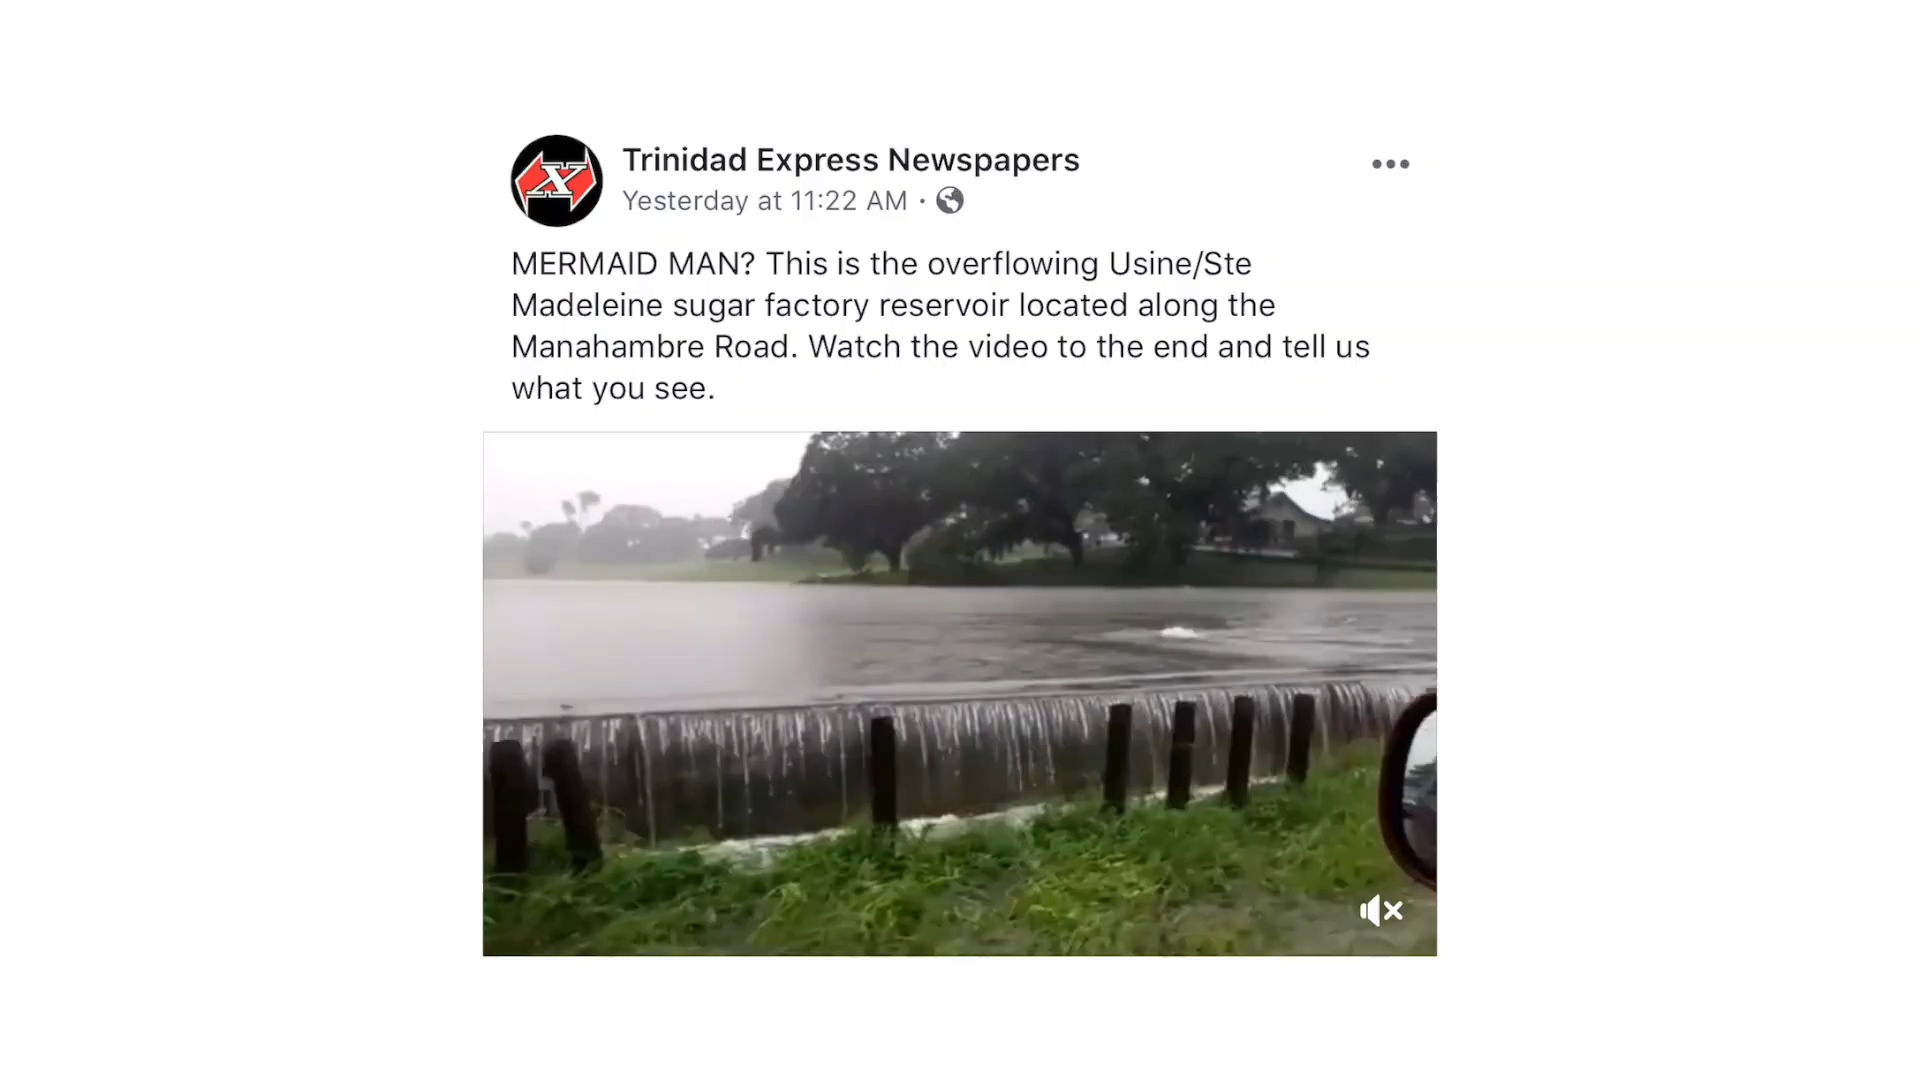 X
Trinidad Express Newspapers
Yesterday at 11:22 AM ·
MERMAID MAN? This is the overflowing Usine/Ste
Madeleine sugar factory reservoir located along the
Manahambre Road. Watch the video to the end and tell us
what you see.